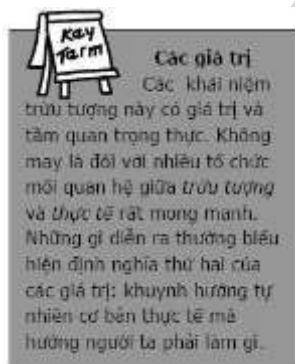 Key
Term
Các giá trị
Các khái niệm
trừu tượng này có giá trị và
tầm quan trọng thực. Không
may là đối với nhiều tổ chức
mối quan hệ giữa trừu tượng
và thực tế rất mong manh.
Những gì diễn ra thường biểu
hiện định nghĩa thứ hai của
các giá trị: khuynh hướng tự
nhiên cơ bản thực tế mà
hướng người ta phải làm gì.